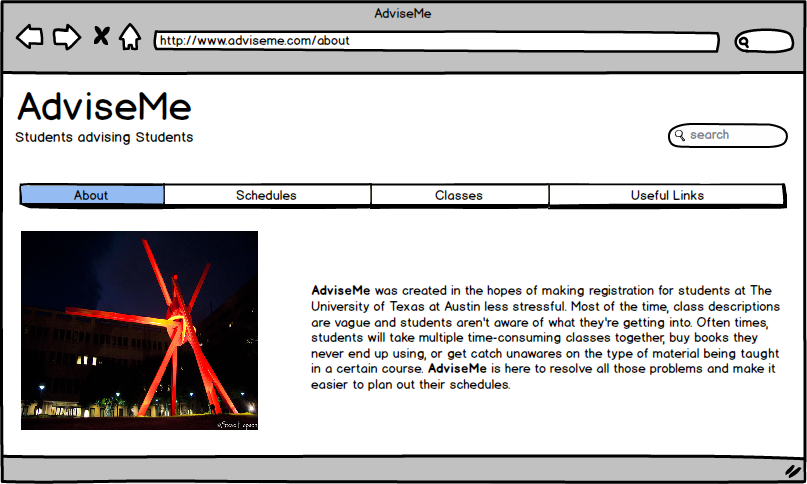 AdviseMe
http://www.adviseme.com/about
AdviseMe
Students advising Students
search
About Schedules Classes Useful Links
AdviseMe was created in the hopes of making registration for students at The
University of Texas at Austin less stressful. Most of the time, class descriptions
are vague and students aren't aware of what they're getting into. Often times,
students will take multiple time-consuming classes together, buy books they
never end up using, or get catch unawares on the type of material being taught
in a certain course. AdviseMe is here to resolve all those problems and make it
easier to plan out their schedules.